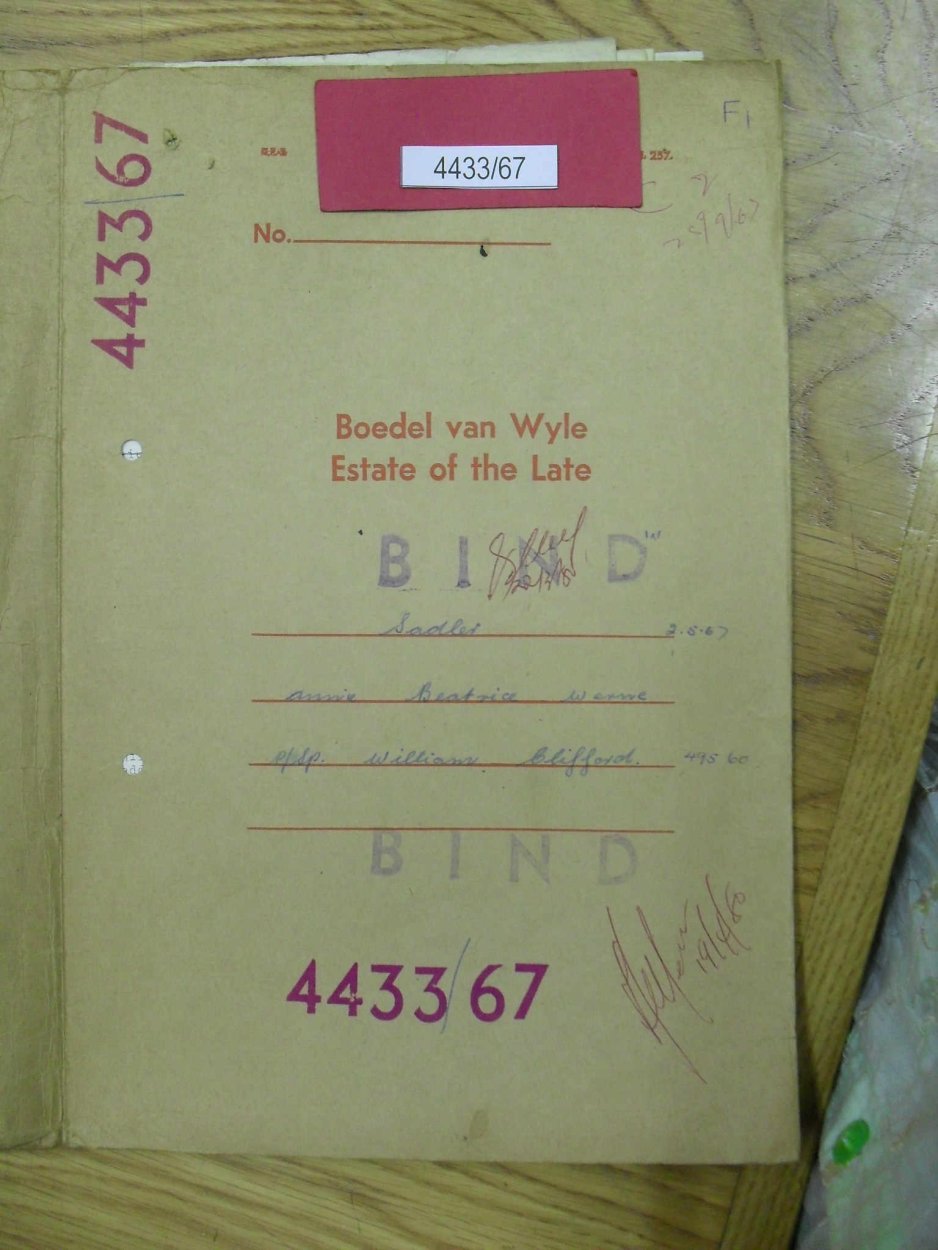 F1
4433/67
4433/67
No.
Boedel van Wyle
Estate of the Late
BIND
Sadler 2.5.67
Annie Beatrice Werne
William Clifford. 495 60
BIND
4433/67